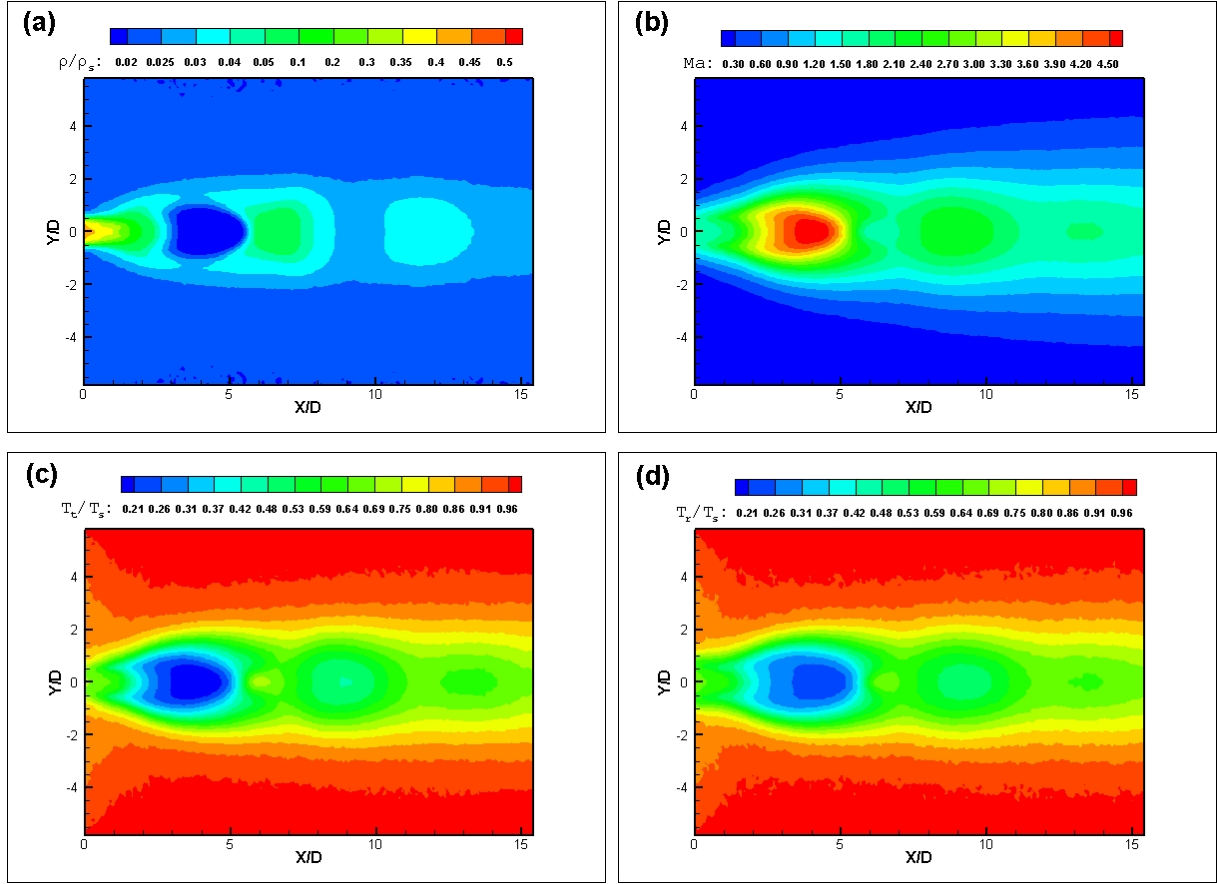 (a)
ρ/ρs: 0.02 0.025 0.03 0.04 0.05 0.1 0.2 0.3 0.35 0.4 0.45 0.5
4
2
0
-2
-4
Y/D
0 5 10 15
X/D
(b)
Ma: 0.30 0.60 0.90 1.20 1.50 1.80 2.10 2.40 2.70 3.00 3.30 3.60 3.90 4.20 4.50
4
2
0
-2
-4
Y/D
0 5 10 15
X/D
(c)
Tt/Ts: 0.21 0.26 0.31 0.37 0.42 0.48 0.53 0.59 0.64 0.69 0.75 0.80 0.86 0.91 0.96
4
2
0
-2
-4
Y/D
0 5 10 15
X/D
(d)
Tr/Ts: 0.21 0.26 0.31 0.37 0.42 0.48 0.53 0.59 0.64 0.69 0.75 0.80 0.86 0.91 0.96
4
2
0
-2
-4
Y/D
0 5 10 15
X/D